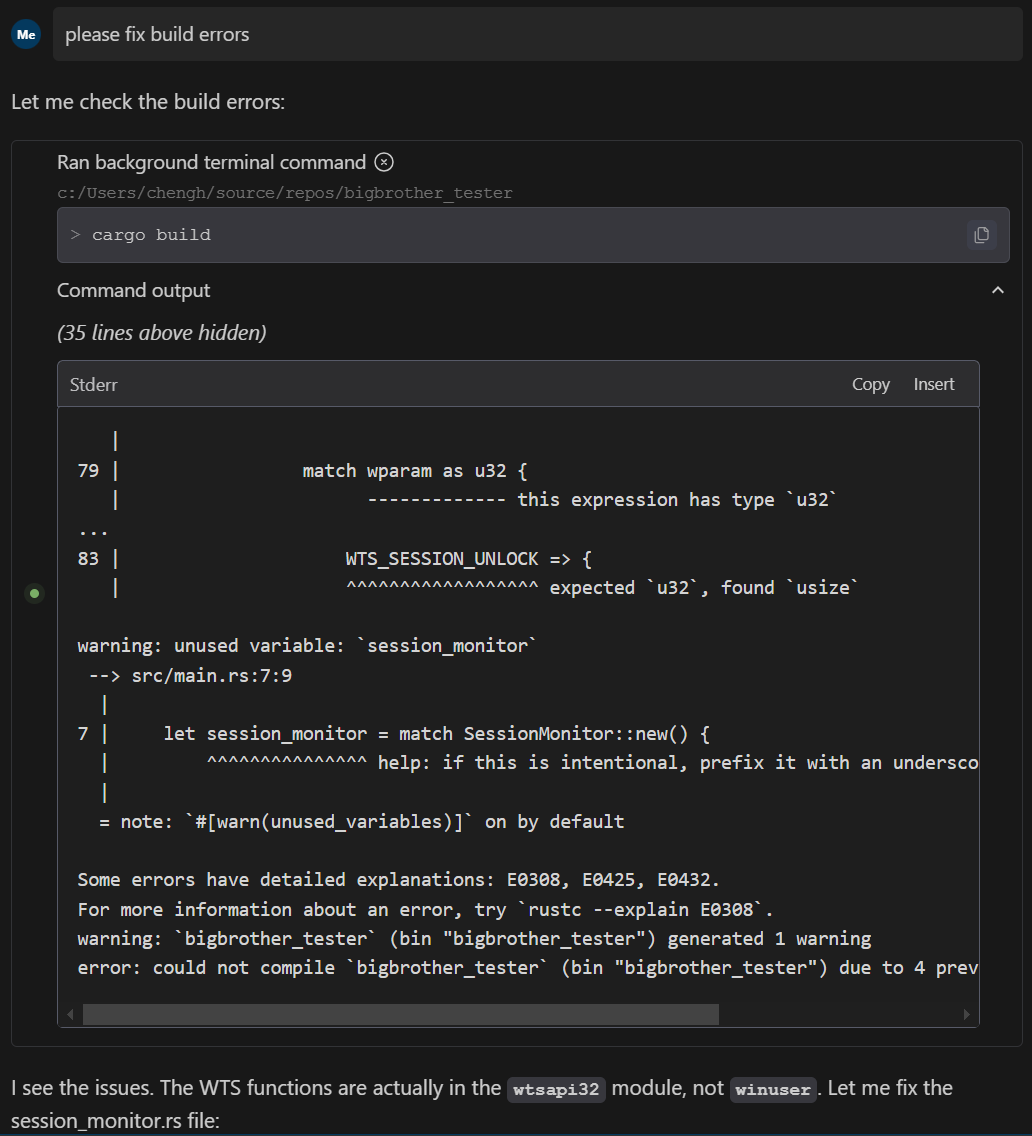 Me please fix build errors
Let me check the build errors:
Ran background terminal command
c:/Users/chengh/source/repos/bigbrother_tester
> cargo build
Command output
(35 lines above hidden)
Stderr Copy Insert
   |
79 |                 match wparam as u32 {
   |                       ------------- this expression has type `u32`
...
83 |                     WTS_SESSION_UNLOCK => {
   |                     ^^^^^^^^^^^^^^^^^^ expected `u32`, found `usize`
warning: unused variable: `session_monitor`
 --> src/main.rs:7:9
  |
7 |     let session_monitor = match SessionMonitor::new() {
  |         ^^^^^^^^^^^^^^^ help: if this is intentional, prefix it with an undersco
  |
  = note: `#[warn(unused_variables)]` on by default
Some errors have detailed explanations: E0308, E0425, E0432.
For more information about an error, try `rustc --explain E0308`.
warning: `bigbrother_tester` (bin "bigbrother_tester") generated 1 warning
error: could not compile `bigbrother_tester` (bin "bigbrother_tester") due to 4 prev
I see the issues. The WTS functions are actually in the wtsapi32 module, not winuser. Let me fix the
session_monitor.rs file: